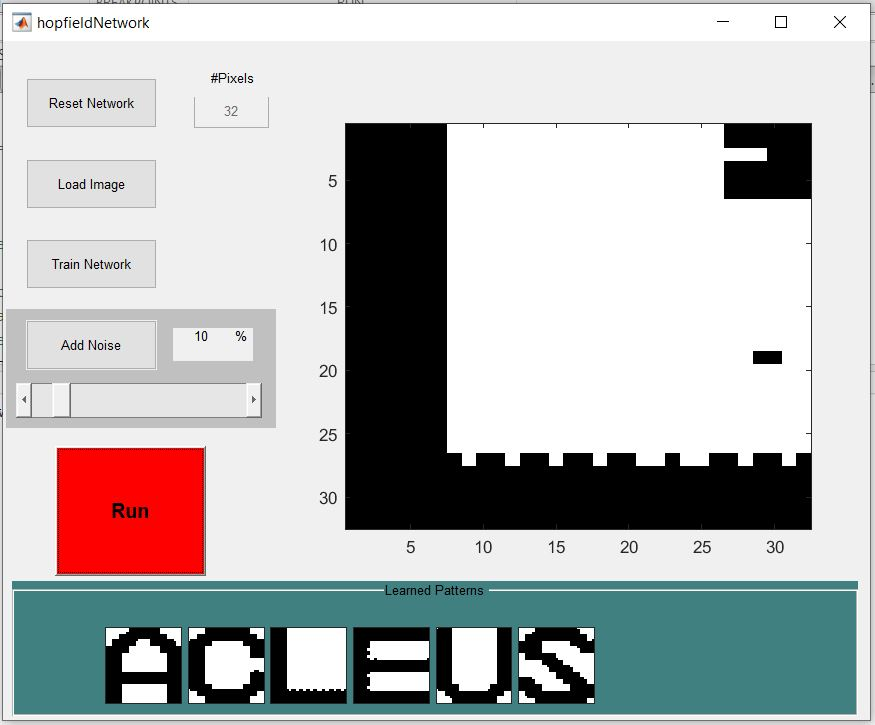 hopfieldNetwork
Reset Network
#Pixels
32
Load Image
Train Network
Add Noise
10 %
Run
5
10
15
20
25
30
5 10 15 20 25 30
Learned Patterns
A C L E U S